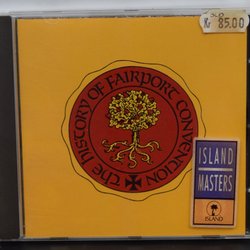 Kr 85.00
THE HISTORY OF FAIRPORT CONVENTION
ISLAND
MASTERS
ISLAND